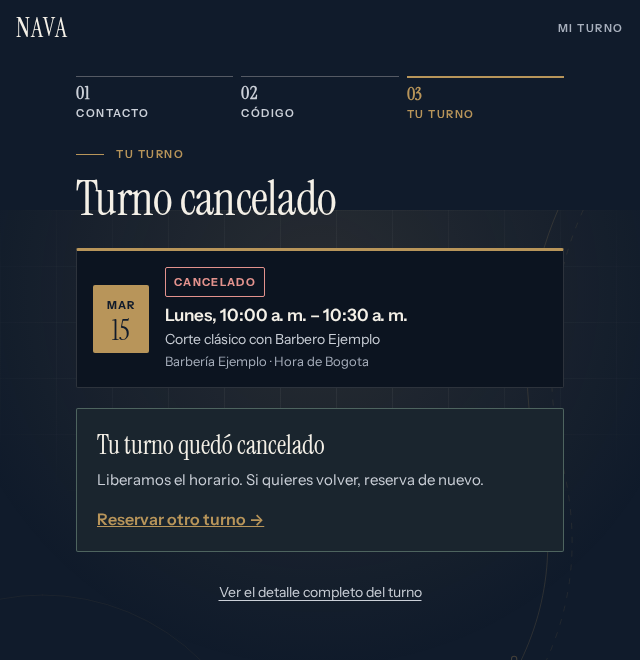 NAVA
MI TURNO
01
CONTACTO
02
CÓDIGO
03
TU TURNO
TU TURNO
Turno cancelado
MAR
15
CANCELADO
Lunes, 10:00 a. m. – 10:30 a. m.
Corte clásico con Barbero Ejemplo
Barbería Ejemplo · Hora de Bogota
Tu turno quedó cancelado
Liberamos el horario. Si quieres volver, reserva de nuevo.
Reservar otro turno →
Ver el detalle completo del turno